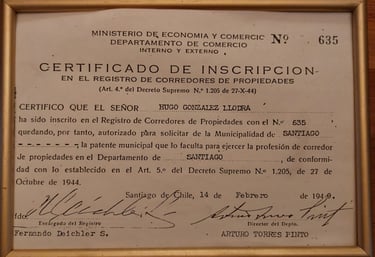 MINISTERIO DE ECONOMIA Y COMERCIO
DEPARTAMENTO DE COMERCIO
INTERNO Y EXTERNO
Nº 635
CERTIFICADO DE INSCRIPCION
EN EL REGISTRO DE CORREDORES DE PROPIEDADES
(Art. 4.º del Decreto Supremo N.º 1.205 de 27-X-44)
CERTIFICO QUE EL SEÑOR HUGO GONZALEZ LLOINA
ha sido inscrito en el Registro de Corredores de Propiedades con el N.º 635
quedando, por tanto, autorizado para solicitar de la Municipalidad de SANTIAGO
- - - - - - -, la patente municipal que lo faculta para ejercer la profesión de corredor
de propiedades en el Departamento de SANTIAGO, de conformi-
dad con lo establecido en el Art. 5.º del Decreto Supremo N.º 1.205, de 27 de
Octubre de 1944.
Santiago de Chile, 14 de Febrero de 1949.
fdo
Encargado del Registro
Director del Depto.
Fernando Deichler S.
ARTURO TORRES PINTO